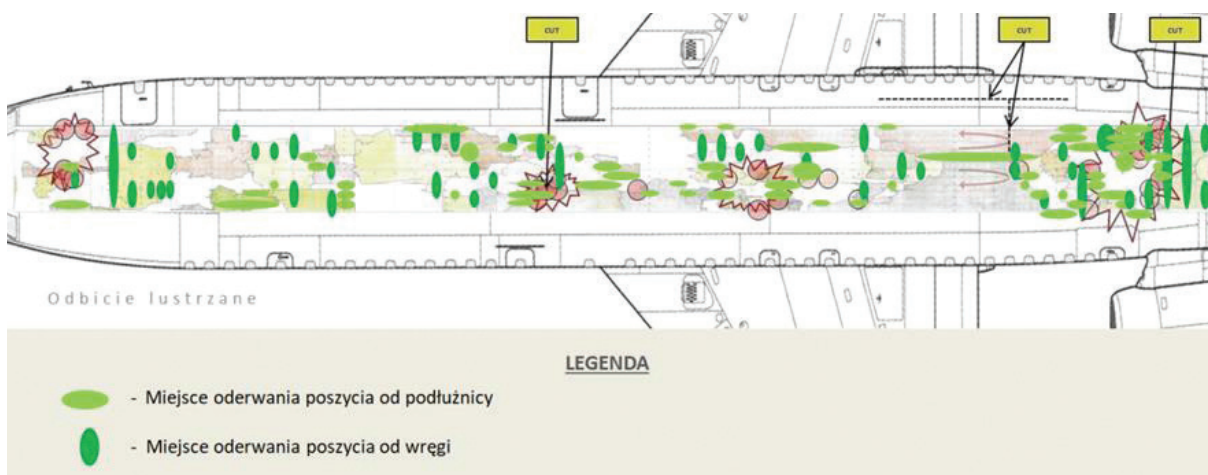 CUT
CUT
CUT
Odbicie lustrzane
LEGENDA
- Miejsce oderwania poszycia od podłużnicy
- Miejsce oderwania poszycia od wręgi